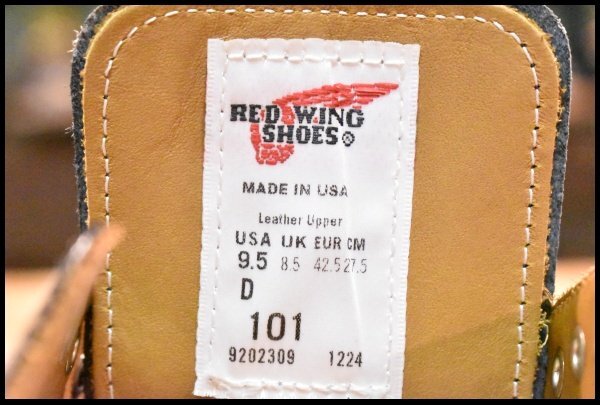 RED WING
SHOES®
MADE IN USA
Leather Upper
USA UK EUR CM
9.5 8.5 42.5 27.5
D
101
9202309 1224